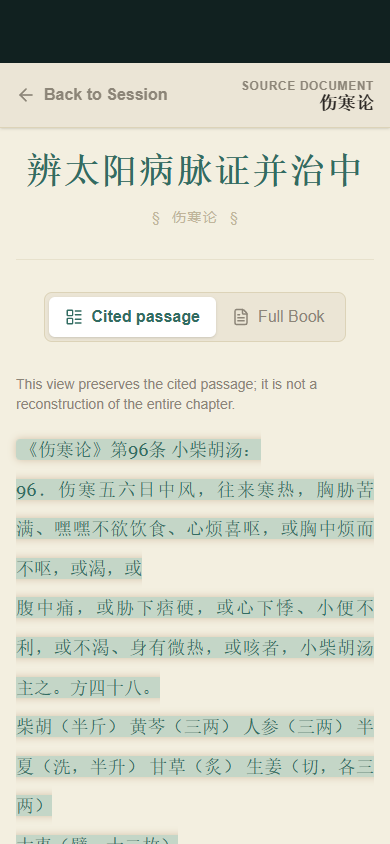 Back to Session
SOURCE DOCUMENT
伤寒论
辨太阳病脉证并治中
§ 伤寒论 §
Cited passage
Full Book
This view preserves the cited passage; it is not a
reconstruction of the entire chapter.
《伤寒论》第96条 小柴胡汤：
96．伤寒五六日中风，往来寒热，胸胁苦
满、嘿嘿不欲饮食、心烦喜呕，或胸中烦而
不呕，或渴，或
腹中痛，或胁下痞硬，或心下悸、小便不
利，或不渴、身有微热，或咳者，小柴胡汤
主之。方四十八。
柴胡（半斤） 黄芩（三两） 人参（三两） 半
夏（洗，半升） 甘草（炙） 生姜（切，各三
两）